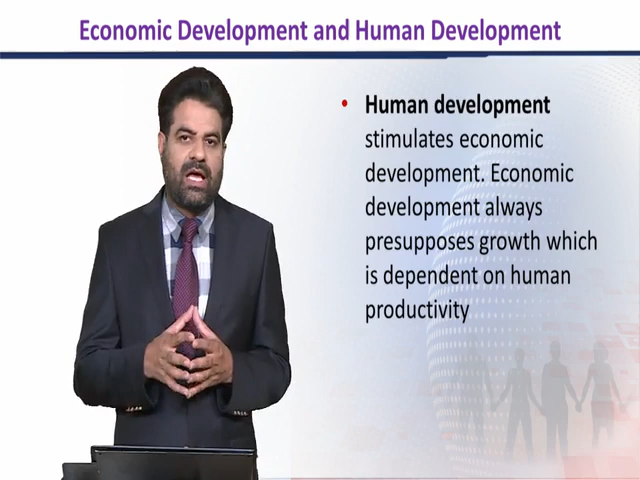 Economic Development and Human Development
• Human development
stimulates economic
development. Economic
development always
presupposes growth which
is dependent on human
productivity